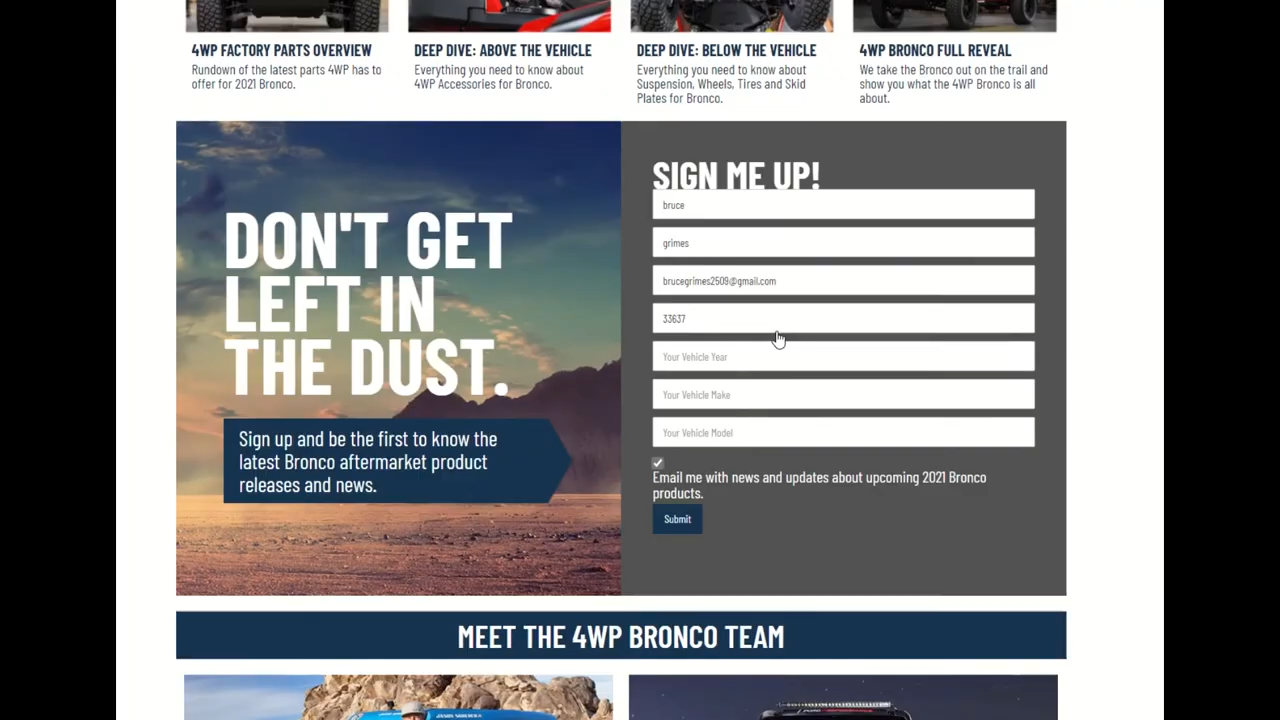 4WP FACTORY PARTS OVERVIEW
Rundown of the latest parts 4WP has to
offer for 2021 Bronco.
DEEP DIVE: ABOVE THE VEHICLE
Everything you need to know about
4WP Accessories for Bronco.
DEEP DIVE: BELOW THE VEHICLE
Everything you need to know about
Suspension, Wheels, Tires and Skid
Plates for Bronco.
4WP BRONCO FULL REVEAL
We take the Bronco out on the trail and
show you what the 4WP Bronco is all
about.
DON'T GET
LEFT IN
THE DUST.
Sign up and be the first to know the
latest Bronco aftermarket product
releases and news.
SIGN ME UP!
bruce
grimes
brucegrimes2509@gmail.com
33637
Your Vehicle Year
Your Vehicle Make
Your Vehicle Model
Email me with news and updates about upcoming 2021 Bronco
products.
Submit
MEET THE 4WP BRONCO TEAM